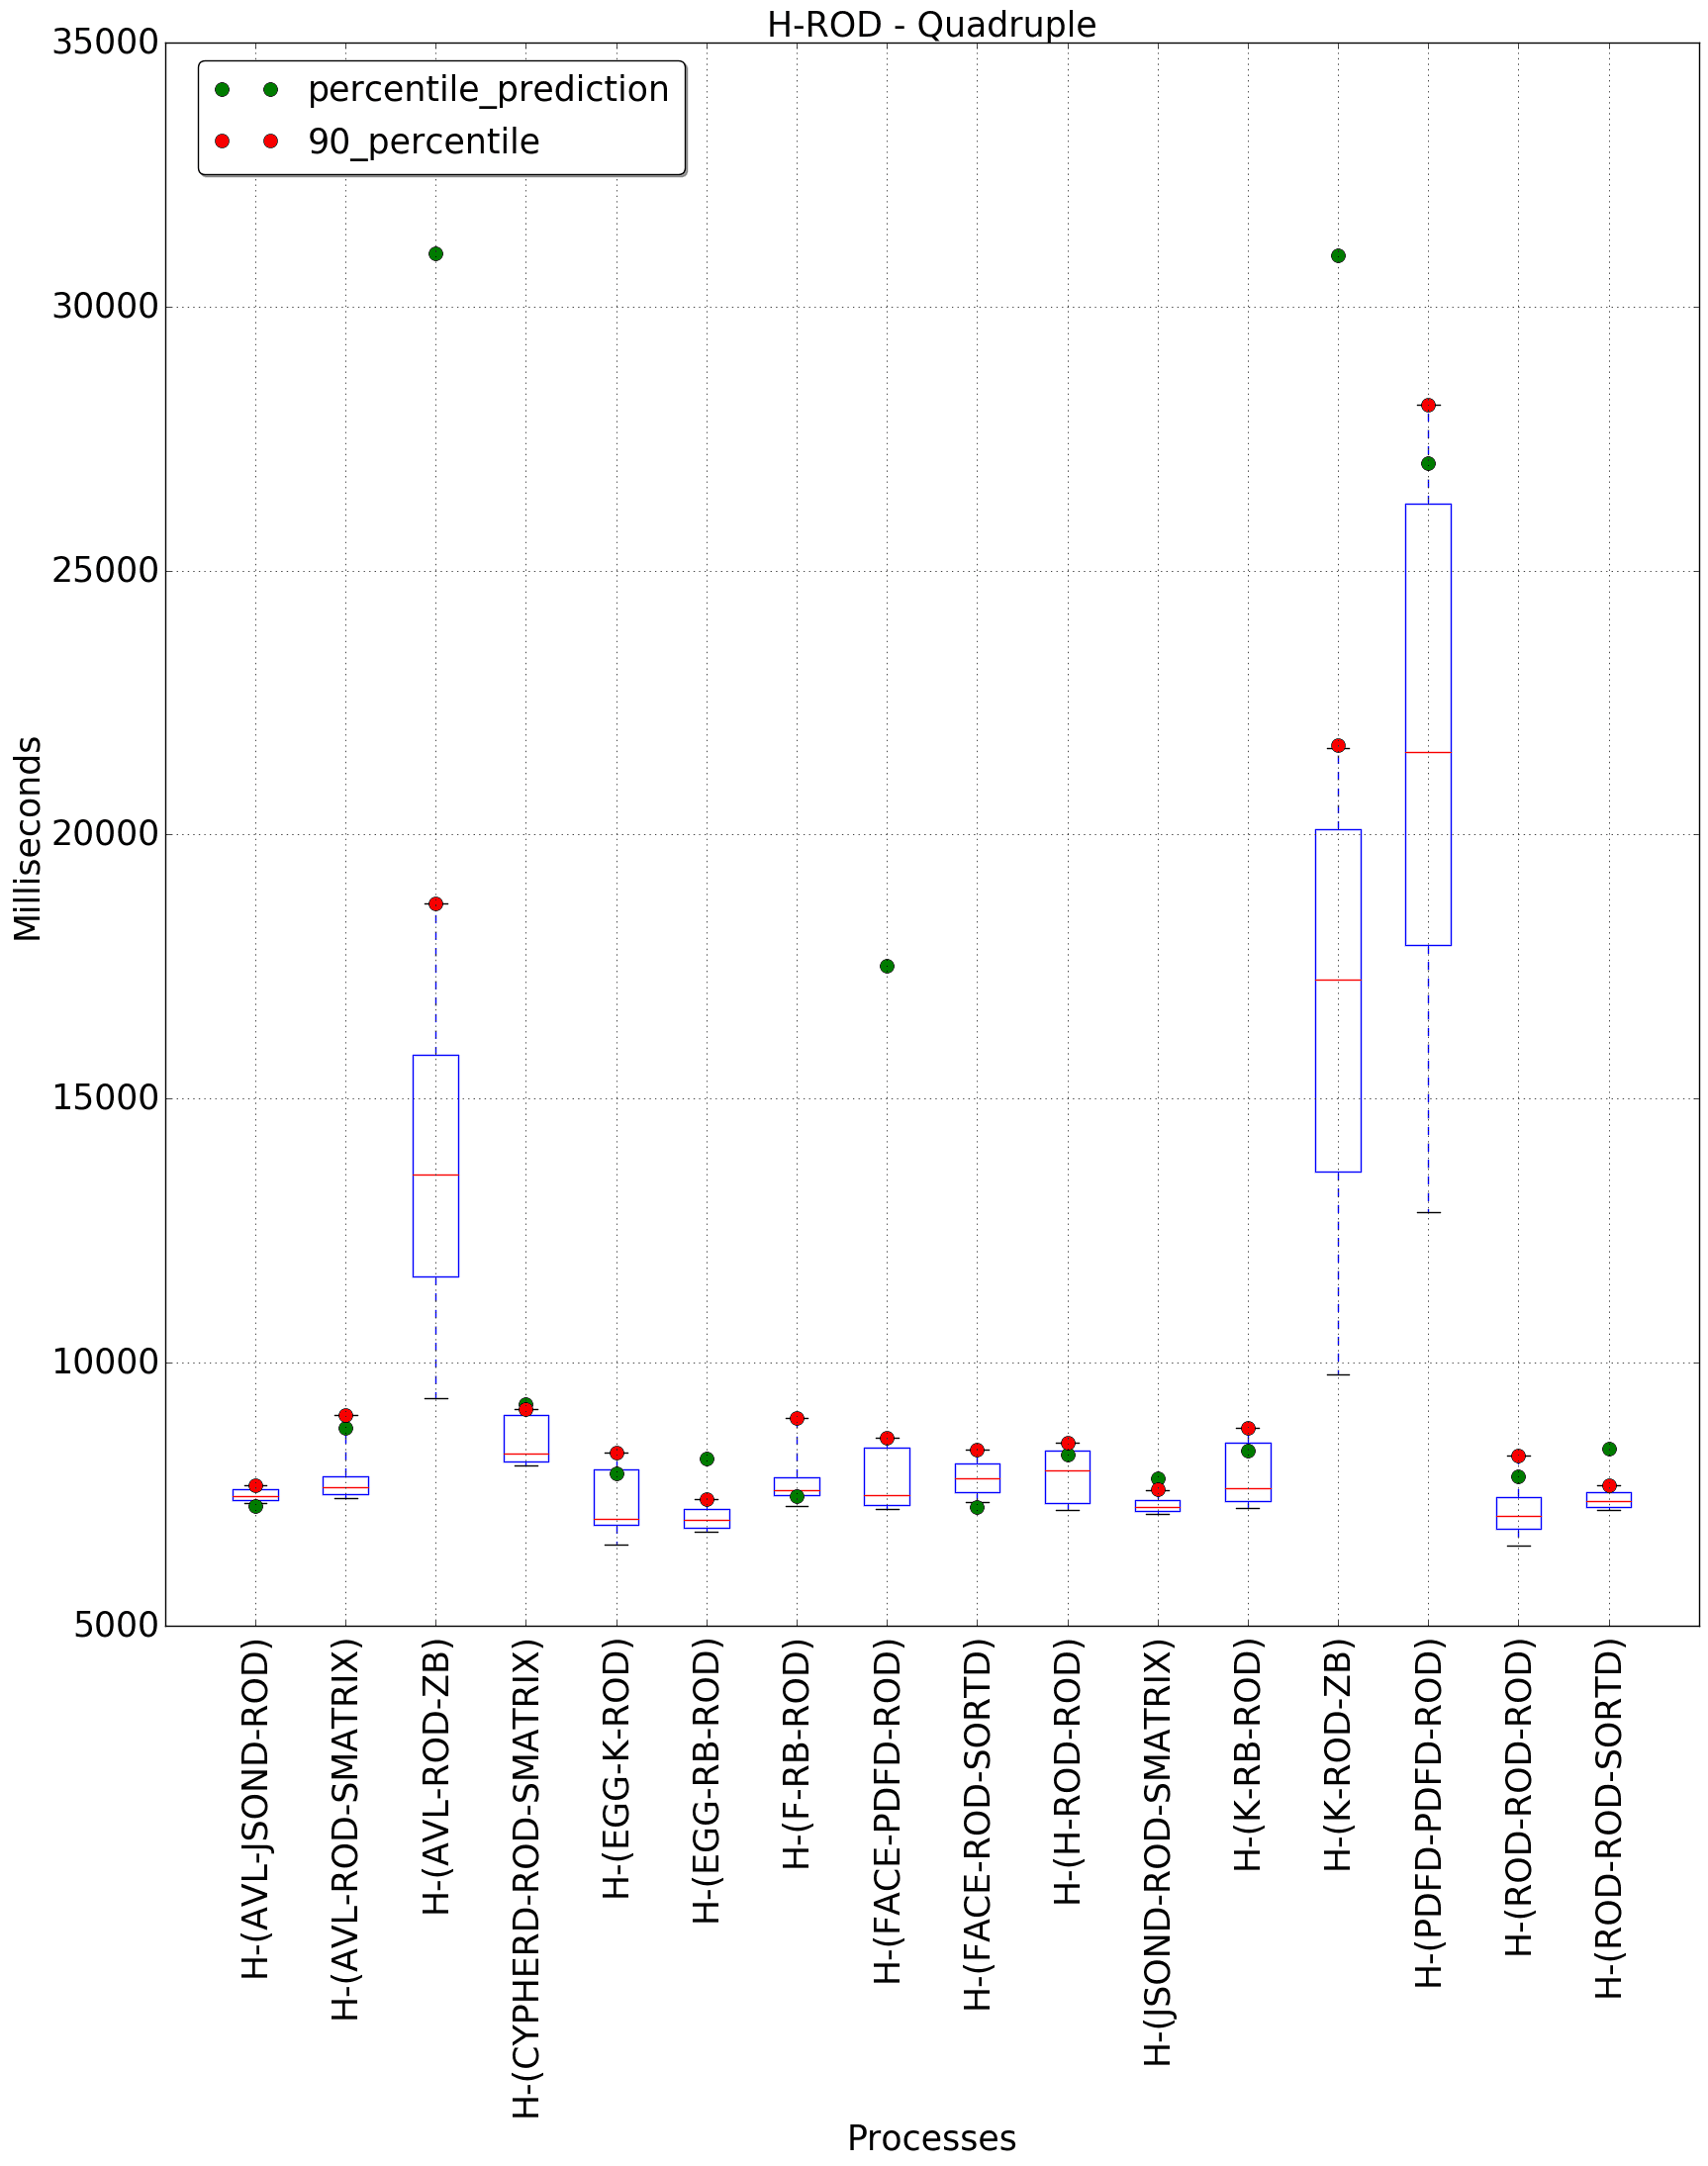 H-ROD - Quadruple
percentile_prediction
90_percentile
35000
30000
25000
20000
15000
10000
5000
Milliseconds
H-(AVL-JSOND-ROD)
H-(AVL-ROD-SMATRIX)
H-(AVL-ROD-ZB)
H-(CYPHERD-ROD-SMATRIX)
H-(EGG-K-ROD)
H-(EGG-RB-ROD)
H-(F-RB-ROD)
H-(FACE-PDFD-ROD)
H-(FACE-ROD-SORTD)
H-(H-ROD-ROD)
H-(JSOND-ROD-SMATRIX)
H-(K-RB-ROD)
H-(K-ROD-ZB)
H-(PDFD-PDFD-ROD)
H-(ROD-ROD-ROD)
H-(ROD-ROD-SORTD)
Processes